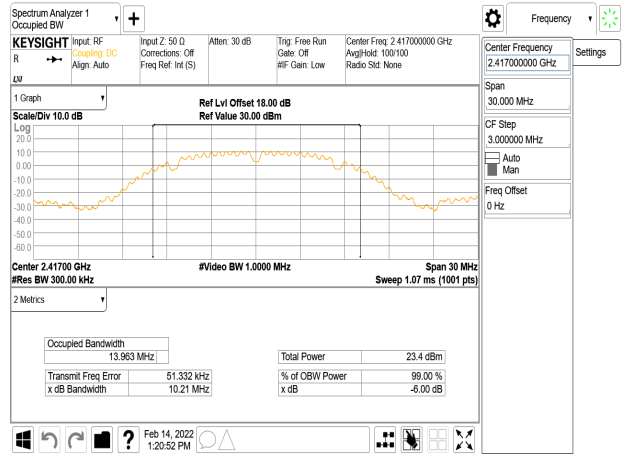 Spectrum Analyzer 1
Occupied BW
KEYSIGHT
R
Input: RF
Coupling: DC
Align: Auto
Input Z: 50 Ω
Corrections: Off
Freq Ref: Int (S)
Atten: 30 dB
Trig: Free Run
Gate: Off
#IF Gain: Low
Center Freq: 2.417000000 GHz
Avg|Hold: 100/100
Radio Std: None
1 Graph
Scale/Div 10.0 dB
Ref Lvl Offset 18.00 dB
Ref Value 30.00 dBm
Log
20.0
10.0
0.00
-10.0
-20.0
-30.0
-40.0
-50.0
-60.0
Center 2.41700 GHz
#Video BW 1.0000 MHz
Span 30 MHz
#Res BW 300.00 kHz
Sweep 1.07 ms (1001 pts)
2 Metrics
Occupied Bandwidth
13.963 MHz
Total Power 23.4 dBm
Transmit Freq Error 51.332 kHz
% of OBW Power 99.00 %
x dB Bandwidth 10.21 MHz
x dB -6.00 dB
?
Feb 14, 2022
1:20:52 PM
Frequency
Center Frequency
2.417000000 GHz
Settings
Span
30.000 MHz
CF Step
3.000000 MHz
Auto
Man
Freq Offset
0 Hz